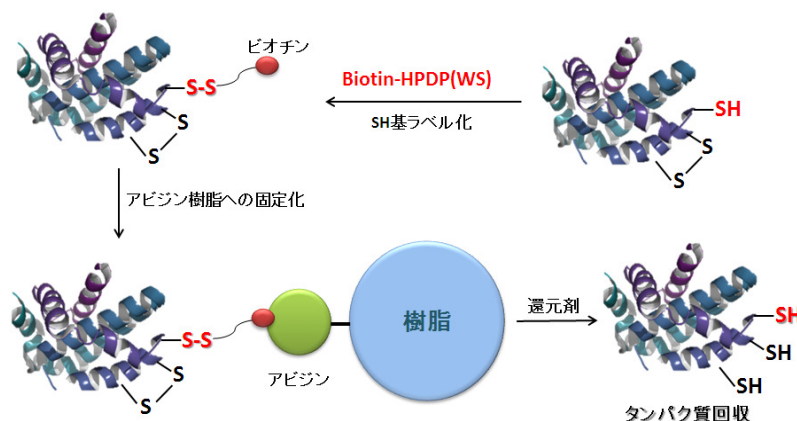 ビオチン
S-S
S
S
Biotin-HPDP(WS)
SH基ラベル化
SH
S
S
アビジン樹脂への固定化
S-S
S
S
アビジン
樹脂
還元剤
SH
SH
SH
タンパク質回収